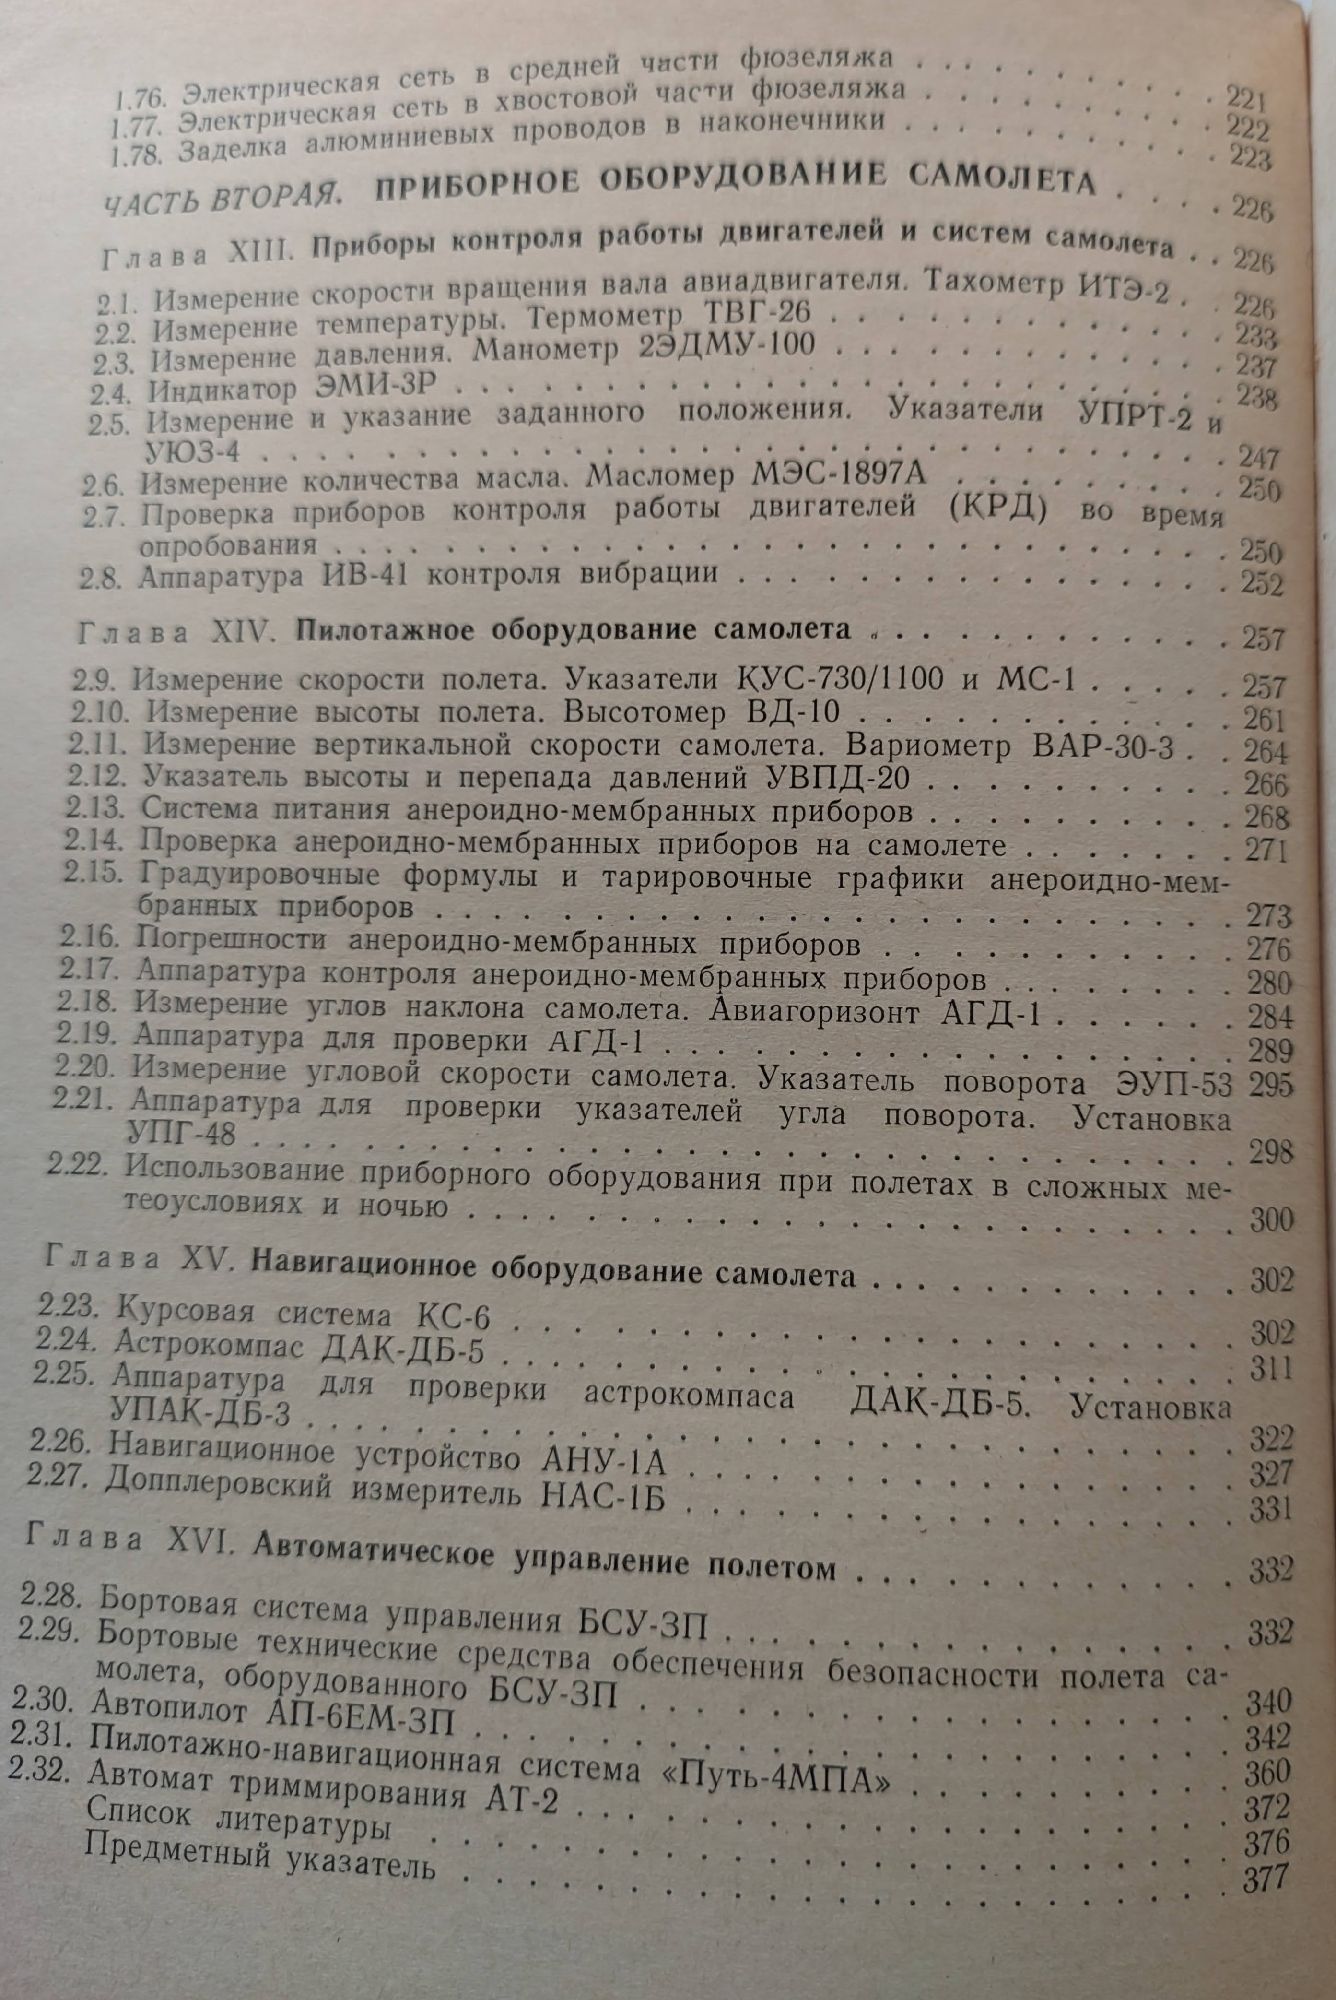 1.76. Электрическая сеть в средней части фюзеляжа . . . . . . . . . . 221
1.77. Электрическая сеть в хвостовой части фюзеляжа . . . . . . . . . . 222
1.78. Заделка алюминиевых проводов в наконечники . . . . . . . . . . 223
ЧАСТЬ ВТОРАЯ. ПРИБОРНОЕ ОБОРУДОВАНИЕ САМОЛЕТА . . . . 226
Глава XIII. Приборы контроля работы двигателей и систем самолета . . 226
2.1. Измерение скорости вращения вала авиадвигателя. Тахометр ИТЭ-2 . . 226
2.2. Измерение температуры. Термометр ТВГ-26 . . . . . . . . . . . . 233
2.3. Измерение давления. Манометр 2ЭДМУ-100 . . . . . . . . . . . . 237
2.4. Индикатор ЭМИ-3Р . . . . . . . . . . . . . . . . . . . . . . . 238
2.5. Измерение и указание заданного положения. Указатели УПРТ-2 и
УЮЗ-4 . . . . . . . . . . . . . . . . . . . . . . . . . . . . . . 247
2.6. Измерение количества масла. Масломер МЭС-1897А . . . . . . . . . 250
2.7. Проверка приборов контроля работы двигателей (КРД) во время
опробования . . . . . . . . . . . . . . . . . . . . . . . . . . . 250
2.8. Аппаратура ИВ-41 контроля вибрации . . . . . . . . . . . . . . . 252
Глава XIV. Пилотажное оборудование самолета . . . . . . . . . . . 257
2.9. Измерение скорости полета. Указатели КУС-730/1100 и МС-1 . . . . . 257
2.10. Измерение высоты полета. Высотомер ВД-10 . . . . . . . . . . . . 261
2.11. Измерение вертикальной скорости самолета. Вариометр ВАР-30-3 . . 264
2.12. Указатель высоты и перепада давлений УВПД-20 . . . . . . . . . . 266
2.13. Система питания анероидно-мембранных приборов . . . . . . . . . . 268
2.14. Проверка анероидно-мембранных приборов на самолете . . . . . . . 271
2.15. Градуировочные формулы и тарировочные графики анероидно-мем-
бранных приборов . . . . . . . . . . . . . . . . . . . . . . . . . 273
2.16. Погрешности анероидно-мембранных приборов . . . . . . . . . . . 276
2.17. Аппаратура контроля анероидно-мембранных приборов . . . . . . . . 280
2.18. Измерение углов наклона самолета. Авиагоризонт АГД-1 . . . . . . 284
2.19. Аппаратура для проверки АГД-1 . . . . . . . . . . . . . . . . . . 289
2.20. Измерение угловой скорости самолета. Указатель поворота ЭУП-53 295
2.21. Аппаратура для проверки указателей угла поворота. Установка
УПГ-48 . . . . . . . . . . . . . . . . . . . . . . . . . . . . . . 298
2.22. Использование приборного оборудования при полетах в сложных ме-
теоусловиях и ночью . . . . . . . . . . . . . . . . . . . . . . . . 300
Глава XV. Навигационное оборудование самолета . . . . . . . . . . . 302
2.23. Курсовая система КС-6 . . . . . . . . . . . . . . . . . . . . . . 302
2.24. Астрокомпас ДАК-ДБ-5 . . . . . . . . . . . . . . . . . . . . . . 311
2.25. Аппаратура для проверки астрокомпаса ДАК-ДБ-5. Установка
УПАК-ДБ-3 . . . . . . . . . . . . . . . . . . . . . . . . . . . . 322
2.26. Навигационное устройство АНУ-1А . . . . . . . . . . . . . . . . . 327
2.27. Допплеровский измеритель НАС-1Б . . . . . . . . . . . . . . . . . 331
Глава XVI. Автоматическое управление полетом . . . . . . . . . . . . 332
2.28. Бортовая система управления БСУ-3П . . . . . . . . . . . . . . . . 332
2.29. Бортовые технические средства обеспечения безопасности полета са-
молета, оборудованного БСУ-3П . . . . . . . . . . . . . . . . . . . 340
2.30. Автопилот АП-6ЕМ-3П . . . . . . . . . . . . . . . . . . . . . . . 342
2.31. Пилотажно-навигационная система «Путь-4МПА» . . . . . . . . . . 360
2.32. Автомат триммирования АТ-2 . . . . . . . . . . . . . . . . . . . . 372
Список литературы . . . . . . . . . . . . . . . . . . . . . . . . . 376
Предметный указатель . . . . . . . . . . . . . . . . . . . . . . . . 377